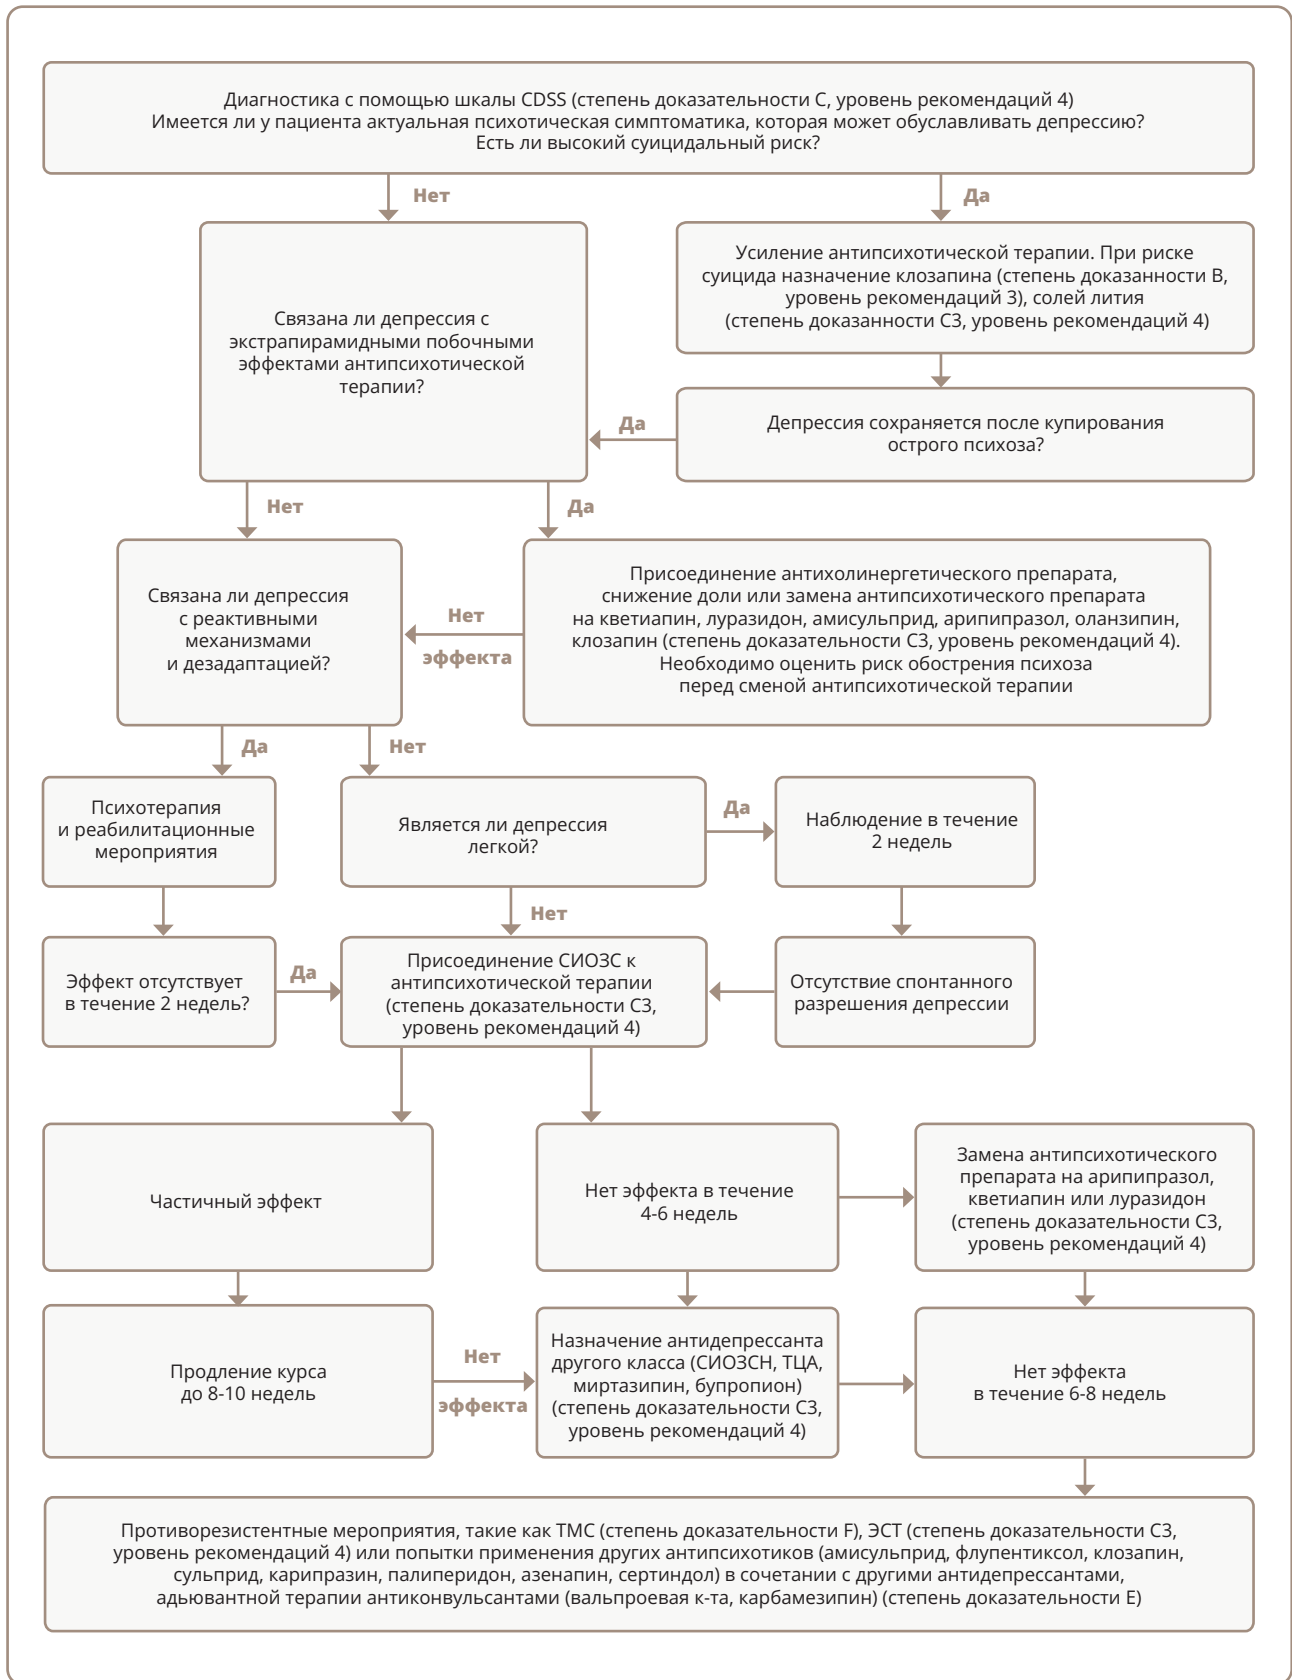 Диагностика с помощью шкалы CDSS (степень доказательности C, уровень рекомендаций 4)
Имеется ли у пациента актуальная психотическая симптоматика, которая может обуславливать депрессию?
Есть ли высокий суицидальный риск?
Нет
Да
Усиление антипсихотической терапии. При риске
суицида назначение клозапина (степень доказанности B,
уровень рекомендаций 3), солей лития
(степень доказанности C3, уровень рекомендаций 4)
Связана ли депрессия с
экстрапирамидными побочными
эффектами антипсихотической
терапии?
Да
Депрессия сохраняется после купирования
острого психоза?
Нет
Да
Связана ли депрессия
с реактивными
механизмами
и дезадаптацией?
Нет
эффекта
Присоединение антихолинергетического препарата,
снижение доли или замена антипсихотического препарата
на кветиапин, луразидон, амисульприд, арипипразол, оланзипин,
клозапин (степень доказательности C3, уровень рекомендаций 4).
Необходимо оценить риск обострения психоза
перед сменой антипсихотической терапии
Да
Нет
Психотерапия
и реабилитационные
мероприятия
Является ли депрессия
легкой?
Да
Наблюдение в течение
2 недель
Нет
Эффект отсутствует
в течение 2 недель?
Да
Присоединение СИОЗС к
антипсихотической терапии
(степень доказательности C3,
уровень рекомендаций 4)
Отсутствие спонтанного
разрешения депрессии
Частичный эффект
Нет эффекта в течение
4-6 недель
Замена антипсихотического
препарата на арипипразол,
кветиапин или луразидон
(степень доказательности C3,
уровень рекомендаций 4)
Продление курса
до 8-10 недель
Нет
эффекта
Назначение антидепрессанта
другого класса (СИОЗСН, ТЦА,
миртазипин, бупропион)
(степень доказательности C3,
уровень рекомендаций 4)
Нет эффекта
в течение 6-8 недель
Противорезистентные мероприятия, такие как ТМС (степень доказательности F), ЭСТ (степень доказательности C3,
уровень рекомендаций 4) или попытки применения других антипсихотиков (амисульприд, флупентиксол, клозапин,
сульприд, карипразин, палиперидон, азенапин, сертиндол) в сочетании с другими антидепрессантами,
адьювантной терапии антиконвульсантами (вальпроевая к-та, карбамезипин) (степень доказательности E)